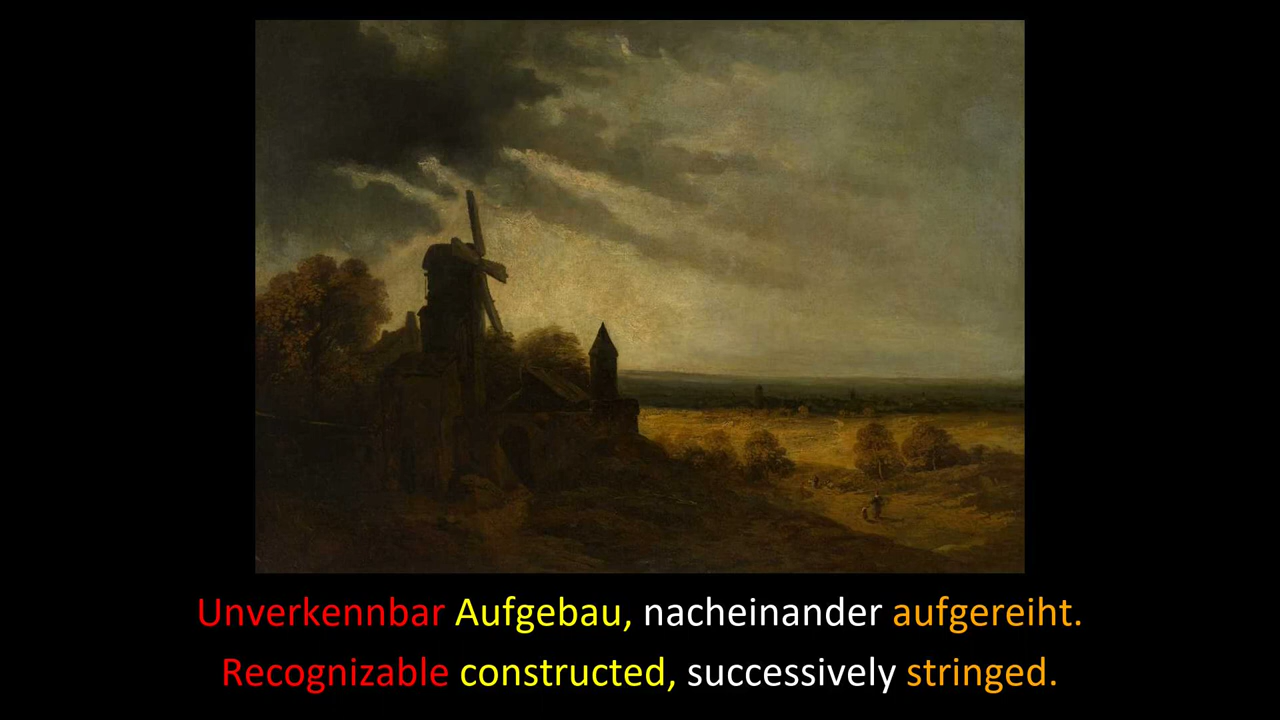 Unverkennbar Aufgebau, nacheinander aufgereiht.
Recognizable constructed, successively stringed.